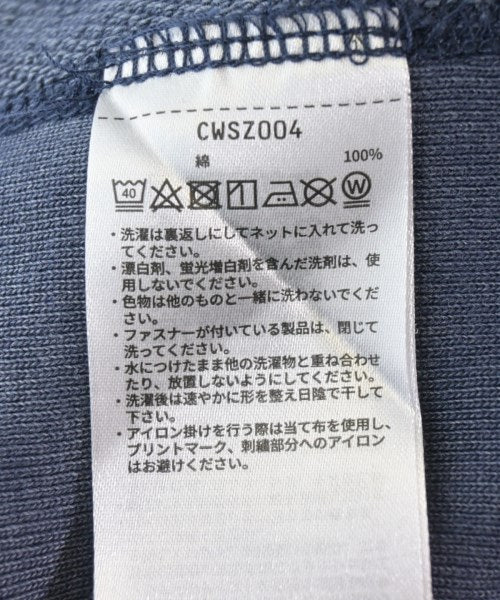 CWSZ004
綿 100%
40 W
・洗濯は裏返しにしてネットに入れて洗っ
てください。
・漂白剤、蛍光増白剤を含んだ洗剤は、使
用しないでください。
・色物は他のものと一緒に洗わないでくだ
さい。
・ファスナーが付いている製品は、閉じて
洗ってください。
・水につけたまま他の洗濯物と重ね合わせ
たり、放置しないようにしてください。
・洗濯後は速やかに形を整え日陰で干して
下さい。
・アイロン掛けを行う際は当て布を使用し、
プリントマーク、刺繍部分へのアイロン
はお避けください。